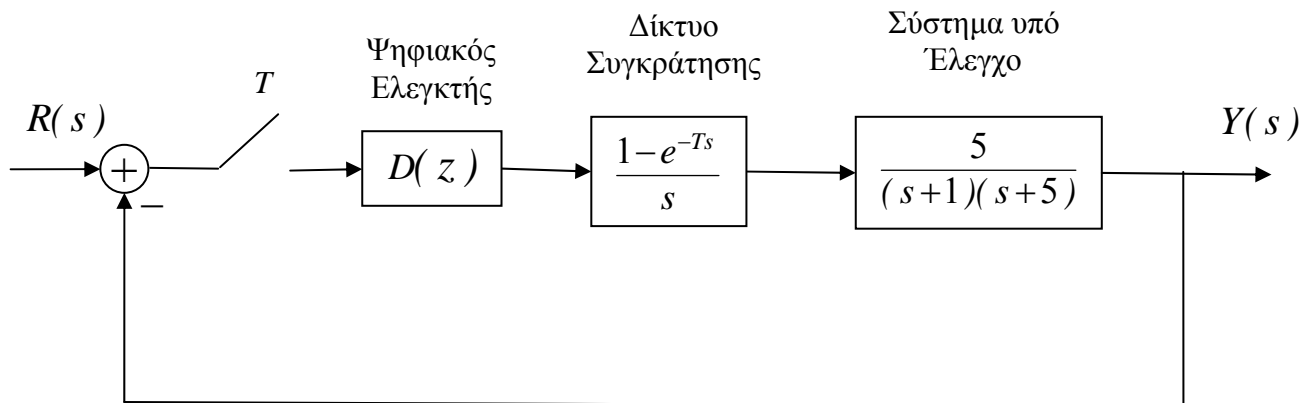 Ψηφιακός
Ελεγκτής
Δίκτυο
Συγκράτησης
Σύστημα υπό
Έλεγχο
R( s )
T
Y( s )
+
−
D( z )
1−e^{−Ts}
s
5
( s+1)( s+5)